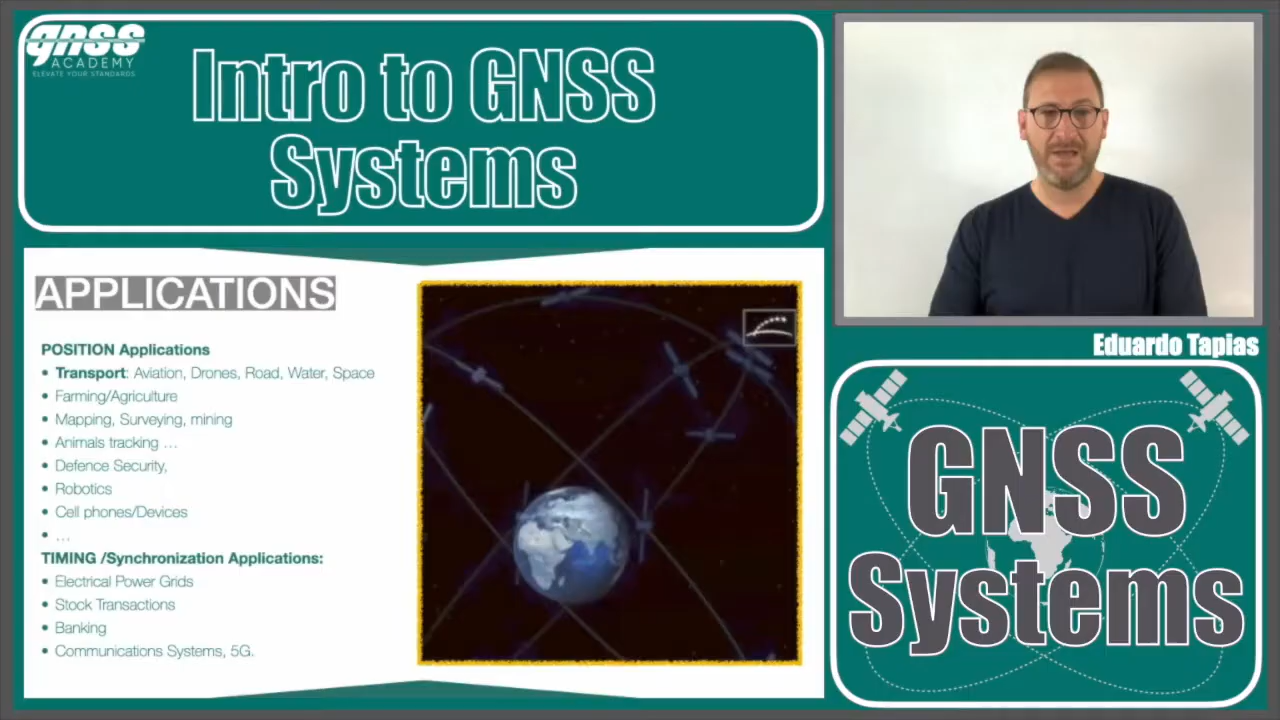 gnss
ACADEMY
ELEVATE YOUR STANDARDS
Intro to GNSS
Systems
APPLICATIONS
POSITION Applications
• Transport: Aviation, Drones, Road, Water, Space
• Farming/Agriculture
• Mapping, Surveying, mining
• Animals tracking …
• Defence Security,
• Robotics
• Cell phones/Devices
• …
TIMING /Synchronization Applications:
• Electrical Power Grids
• Stock Transactions
• Banking
• Communications Systems, 5G.
Eduardo Tapias
GNSS
Systems